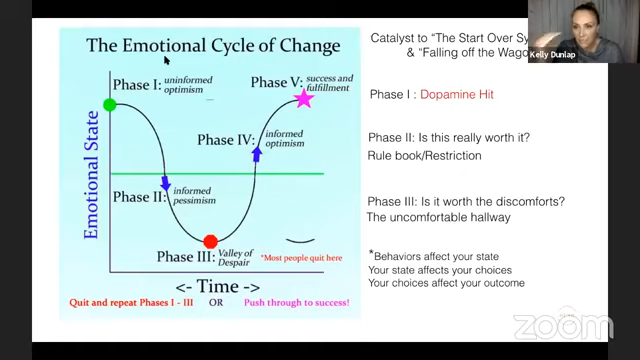 The Emotional Cycle of Change
Phase I: uninformed
optimism
Phase V: success and
fulfillment
Phase IV: informed
optimism
Phase II: informed
pessimism
Phase III: Valley of
Despair
*Most people quit here
Emotional State
<- Time ->
Quit and repeat Phases I - III OR Push through to success!
Catalyst to “The Start Over Sy
& “Falling off the Wago
Kelly Dunlap
Phase I : Dopamine Hit
Phase II: Is this really worth it?
Rule book/Restriction
Phase III: Is it worth the discomforts?
The uncomfortable hallway
*Behaviors affect your state
Your state affects your choices
Your choices affect your outcome
zoom